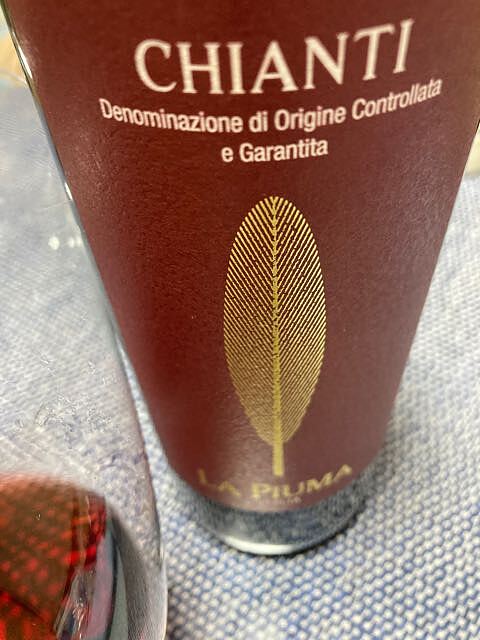 CHIANTI
Denominazione di Origine Controllata
e Garantita
LA PIUMA